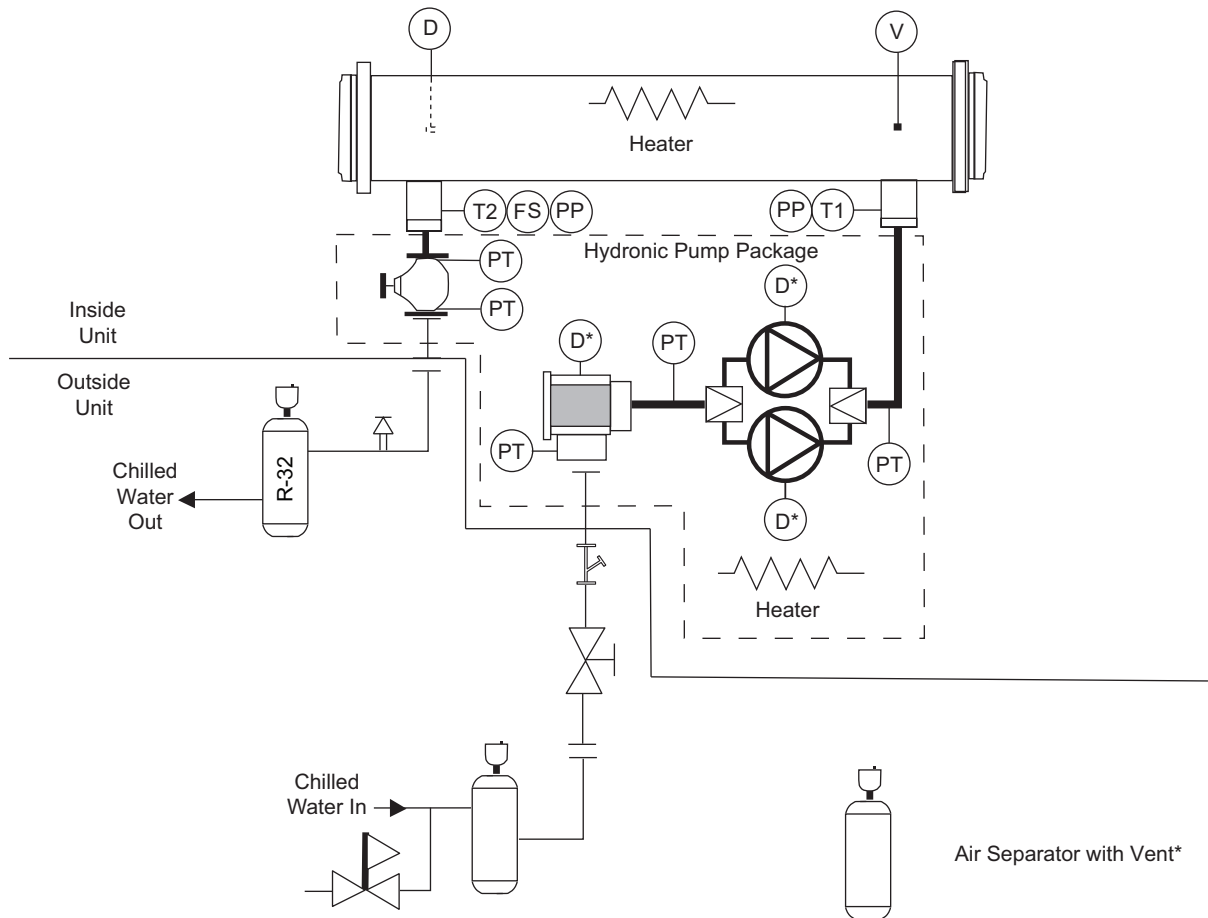 D
V
Heater
T2 FS PP
PP T1
Hydronic Pump Package
PT
PT
Inside
Unit
Outside
Unit
D*
PT
D*
PT
PT
D*
R-32
Chilled
Water
Out
Heater
Chilled
Water In
Air Separator with Vent*